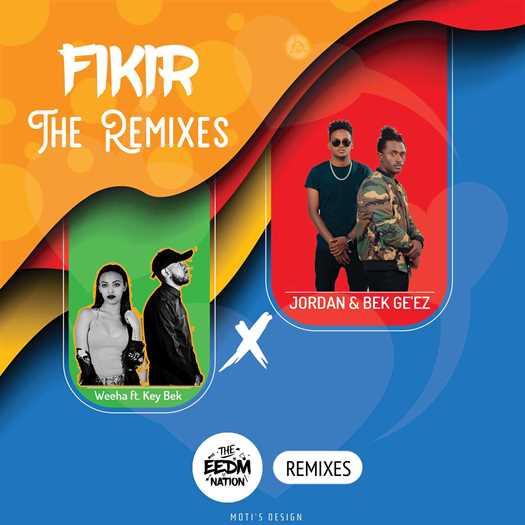 FIKIR
THE REMIXES
JORDAN & BEK GE'EZ
Weeha ft. Key Bek
X
THE
EEDM
NATION
REMIXES
MOTI'S DESIGN